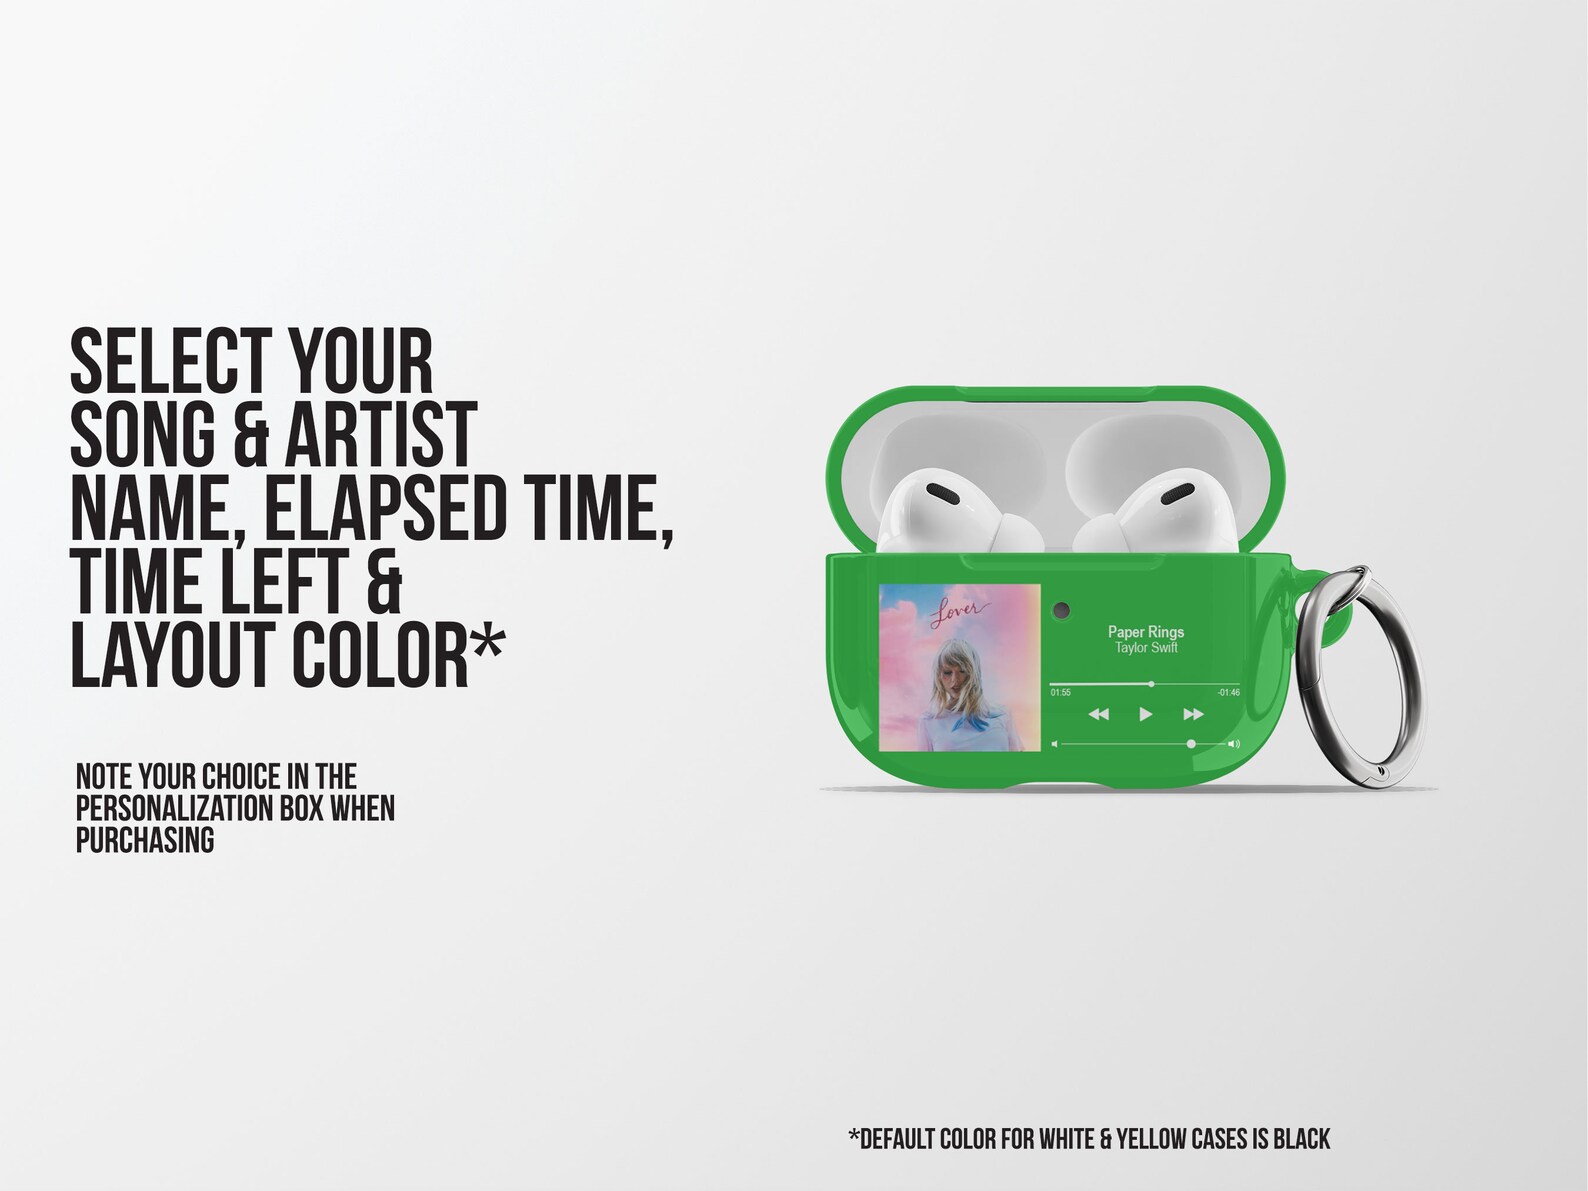 SELECT YOUR
SONG & ARTIST
NAME, ELAPSED TIME,
TIME LEFT &
LAYOUT COLOR*
NOTE YOUR CHOICE IN THE
PERSONALIZATION BOX WHEN
PURCHASING
Lover
Paper Rings
Taylor Swift
01:55 -01:46
*DEFAULT COLOR FOR WHITE & YELLOW CASES IS BLACK